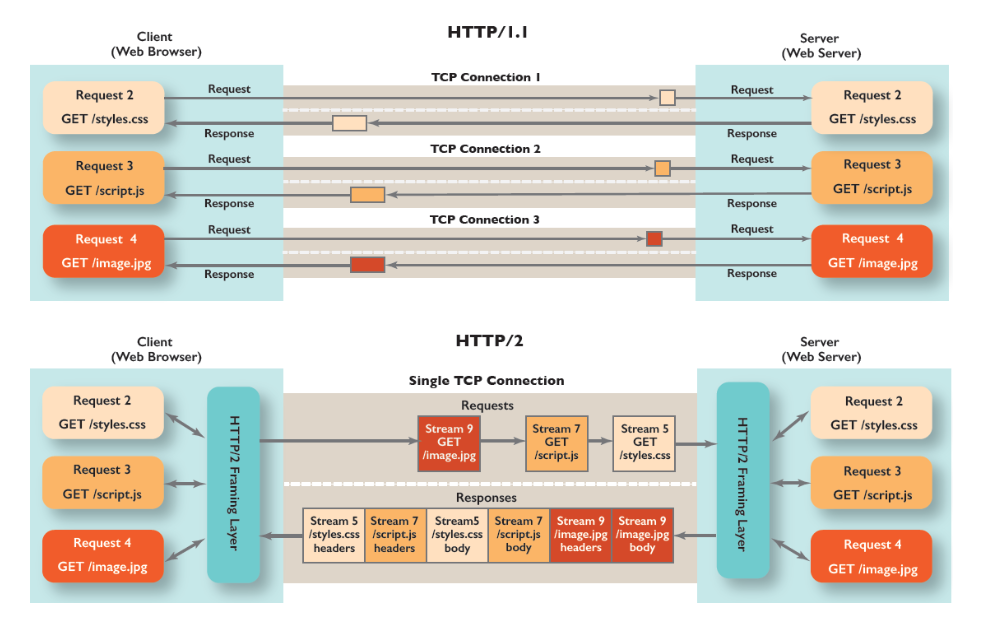 HTTP/1.1
Client
(Web Browser)
Server
(Web Server)
TCP Connection 1
Request 2
GET /styles.css
Request
Response
Request
Response
Request 2
GET /styles.css
TCP Connection 2
Request 3
GET /script.js
Request
Response
Request
Response
Request 3
GET /script.js
TCP Connection 3
Request 4
GET /image.jpg
Request
Response
Request
Response
Request 4
GET /image.jpg
HTTP/2
Client
(Web Browser)
Server
(Web Server)
Single TCP Connection
Request 2
GET /styles.css
Request 3
GET /script.js
Request 4
GET /image.jpg
HTTP/2 Framing Layer
Requests
Stream 9
GET
/image.jpg
Stream 7
GET
/script.js
Stream 5
GET
/styles.css
Responses
Stream 5
/styles.css
headers
Stream 7
/script.js
headers
Stream5
/styles.css
body
Stream 7
/script.js
body
Stream 9
/image.jpg
headers
Stream 9
/image.jpg
body
HTTP/2 Framing Layer
Request 2
GET /styles.css
Request 3
GET /script.js
Request 4
GET /image.jpg